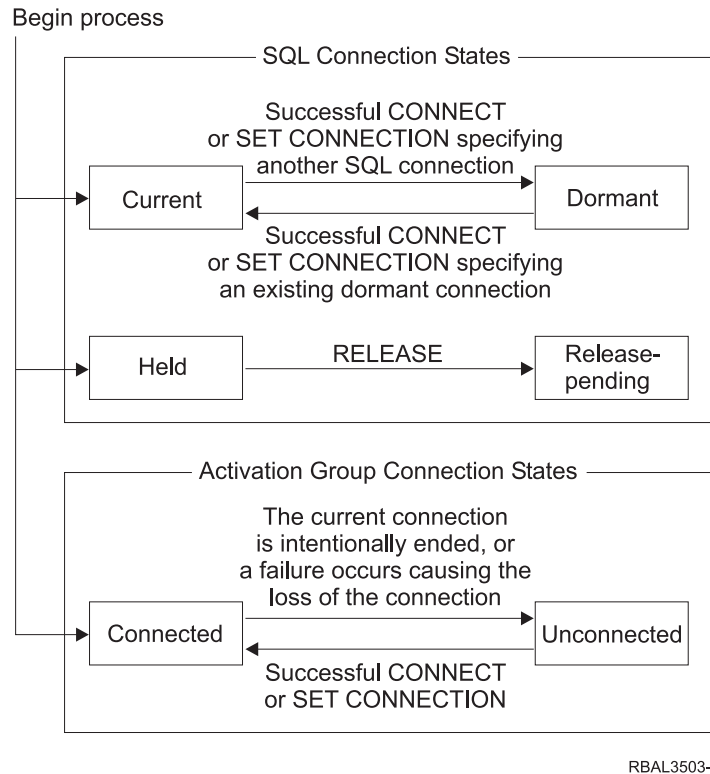 Begin process
SQL Connection States
Successful CONNECT
or SET CONNECTION specifying
another SQL connection
Current
Dormant
Successful CONNECT
or SET CONNECTION specifying
an existing dormant connection
Held
RELEASE
Release-
pending
Activation Group Connection States
The current connection
is intentionally ended, or
a failure occurs causing the
loss of the connection
Connected
Unconnected
Successful CONNECT
or SET CONNECTION
RBAL3503-